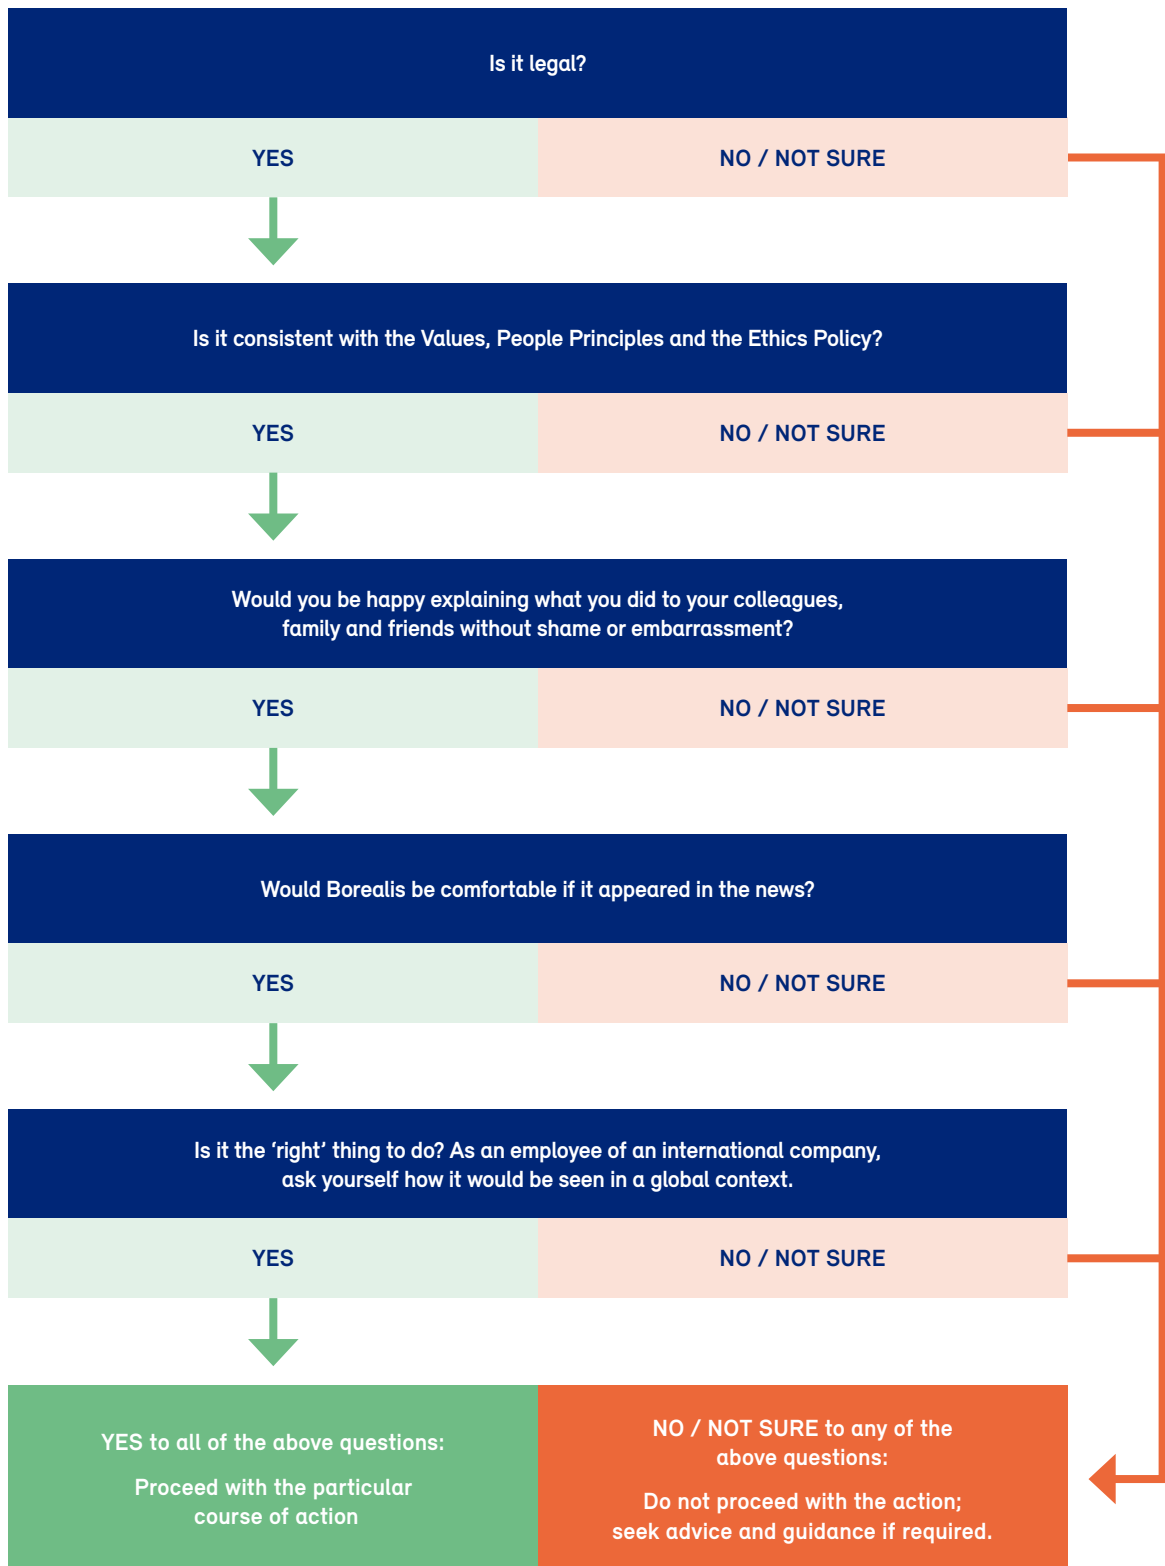 Is it legal?
YES
NO / NOT SURE
Is it consistent with the Values, People Principles and the Ethics Policy?
YES
NO / NOT SURE
Would you be happy explaining what you did to your colleagues,
family and friends without shame or embarrassment?
YES
NO / NOT SURE
Would Borealis be comfortable if it appeared in the news?
YES
NO / NOT SURE
Is it the ‘right’ thing to do? As an employee of an international company,
ask yourself how it would be seen in a global context.
YES
NO / NOT SURE
YES to all of the above questions:
Proceed with the particular
course of action
NO / NOT SURE to any of the
above questions:
Do not proceed with the action;
seek advice and guidance if required.